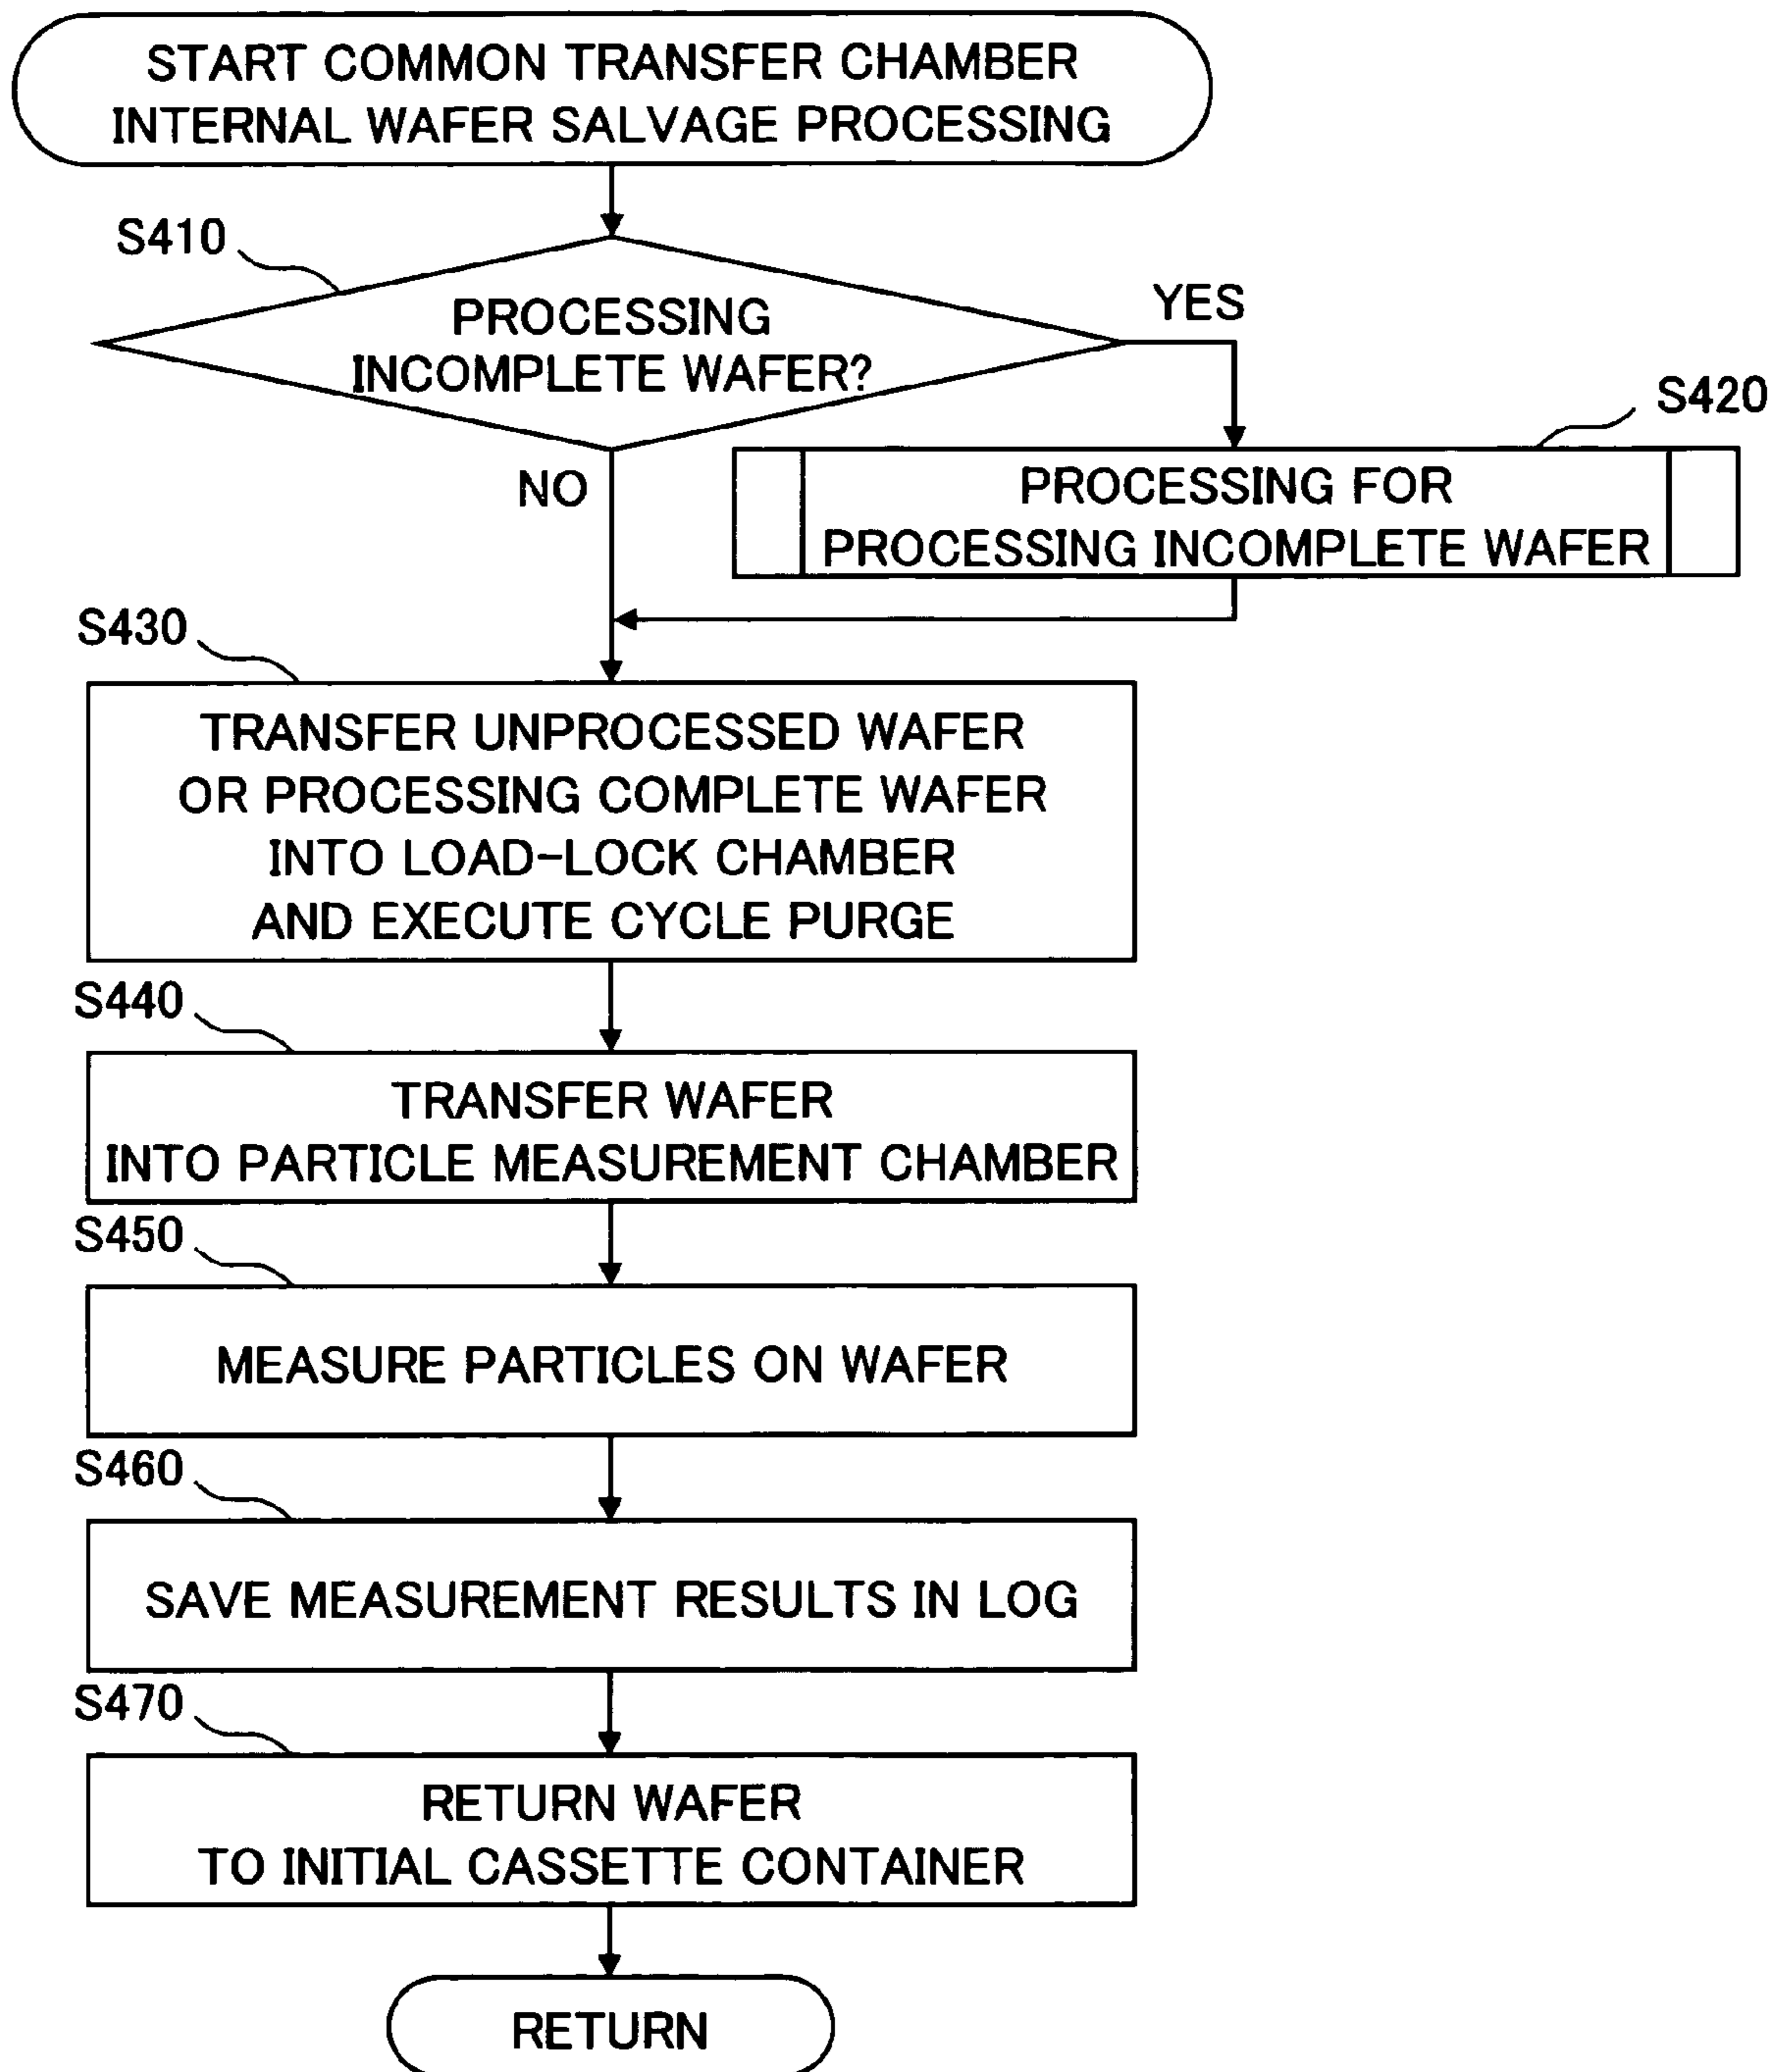 START COMMON TRANSFER CHAMBER
INTERNAL WAFER SALVAGE PROCESSING
S410
PROCESSING
INCOMPLETE WAFER?
YES
S420
NO
PROCESSING FOR
PROCESSING INCOMPLETE WAFER
S430
TRANSFER UNPROCESSED WAFER
OR PROCESSING COMPLETE WAFER
INTO LOAD-LOCK CHAMBER
AND EXECUTE CYCLE PURGE
S440
TRANSFER WAFER
INTO PARTICLE MEASUREMENT CHAMBER
S450
MEASURE PARTICLES ON WAFER
S460
SAVE MEASUREMENT RESULTS IN LOG
S470
RETURN WAFER
TO INITIAL CASSETTE CONTAINER
RETURN